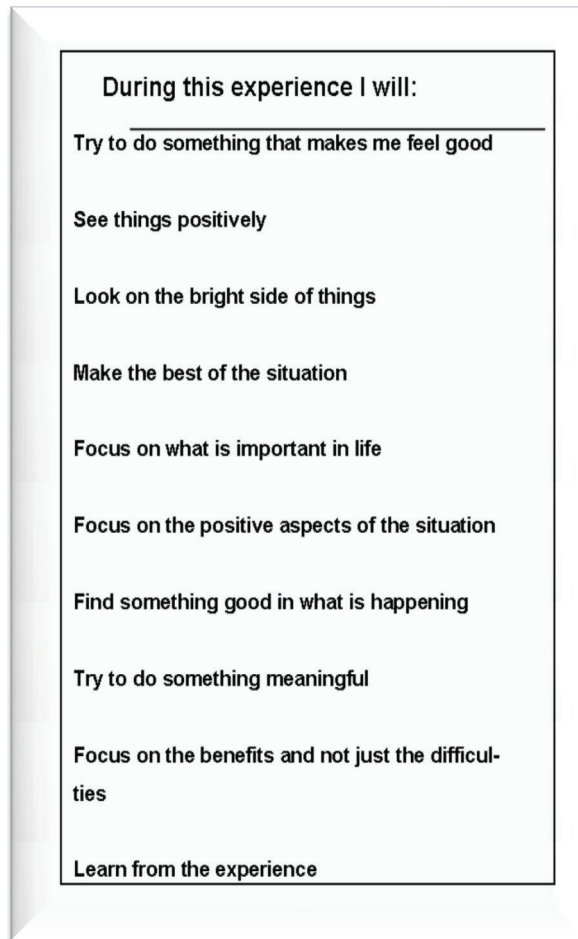 During this experience I will:
Try to do something that makes me feel good
See things positively
Look on the bright side of things
Make the best of the situation
Focus on what is important in life
Focus on the positive aspects of the situation
Find something good in what is happening
Try to do something meaningful
Focus on the benefits and not just the difficul-
ties
Learn from the experience